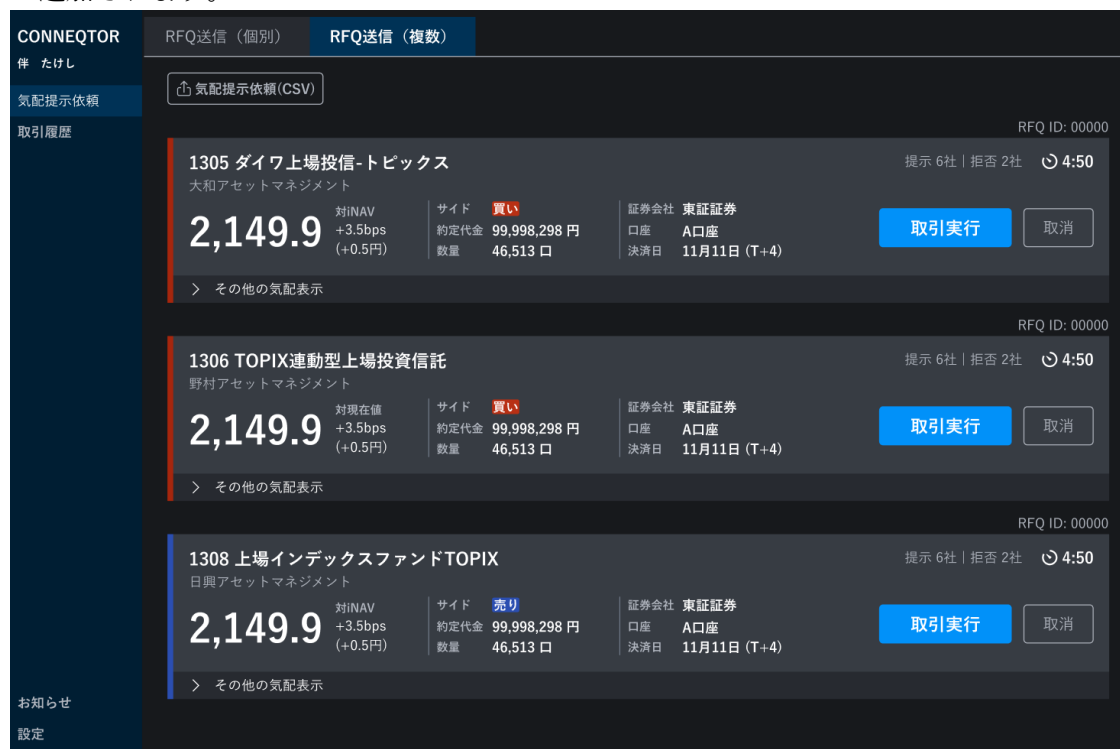 CONNEQTOR
伴 たけし
気配提示依頼
取引履歴
お知らせ
設定
RFQ送信（個別） RFQ送信（複数）
気配提示依頼(CSV)
RFQ ID: 00000
1305 ダイワ上場投信-トピックス
提示 6社｜拒否 2社 4:50
大和アセットマネジメント
2,149.9
対iNAV
+3.5bps
(+0.5円)
サイド 買い
約定代金 99,998,298 円
数量 46,513 口
証券会社 東証証券
口座 A口座
決済日 11月11日 (T+4)
取引実行 取消
その他の気配表示
RFQ ID: 00000
1306 TOPIX連動型上場投資信託
提示 6社｜拒否 2社 4:50
野村アセットマネジメント
2,149.9
対現在値
+3.5bps
(+0.5円)
サイド 買い
約定代金 99,998,298 円
数量 46,513 口
証券会社 東証証券
口座 A口座
決済日 11月11日 (T+4)
取引実行 取消
その他の気配表示
RFQ ID: 00000
1308 上場インデックスファンドTOPIX
提示 6社｜拒否 2社 4:50
日興アセットマネジメント
2,149.9
対iNAV
+3.5bps
(+0.5円)
サイド 売り
約定代金 99,998,298 円
数量 46,513 口
証券会社 東証証券
口座 A口座
決済日 11月11日 (T+4)
取引実行 取消
その他の気配表示